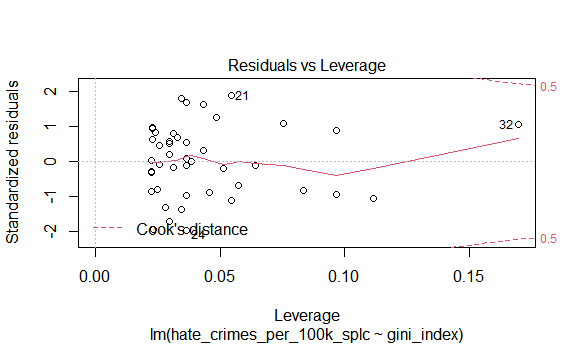 Residuals vs Leverage
Standardized residuals
2
1
0
-1
-2
21
32
24
0.5
0.5
Cook's distance
0.00
0.05
0.10
0.15
Leverage
lm(hate_crimes_per_100k_splc ~ gini_index)